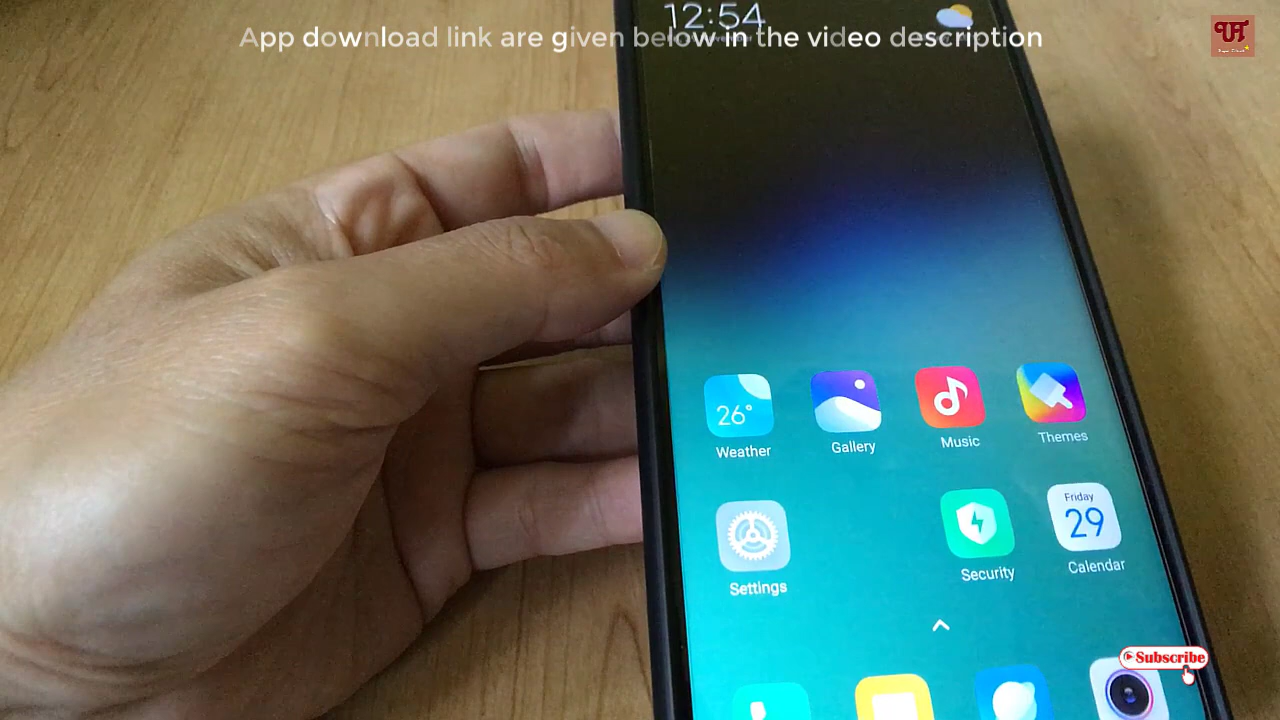 12:54
App download link are given below in the video description
26°
Weather
Gallery
Music
Themes
Settings
Security
Friday
29
Calendar
Subscribe